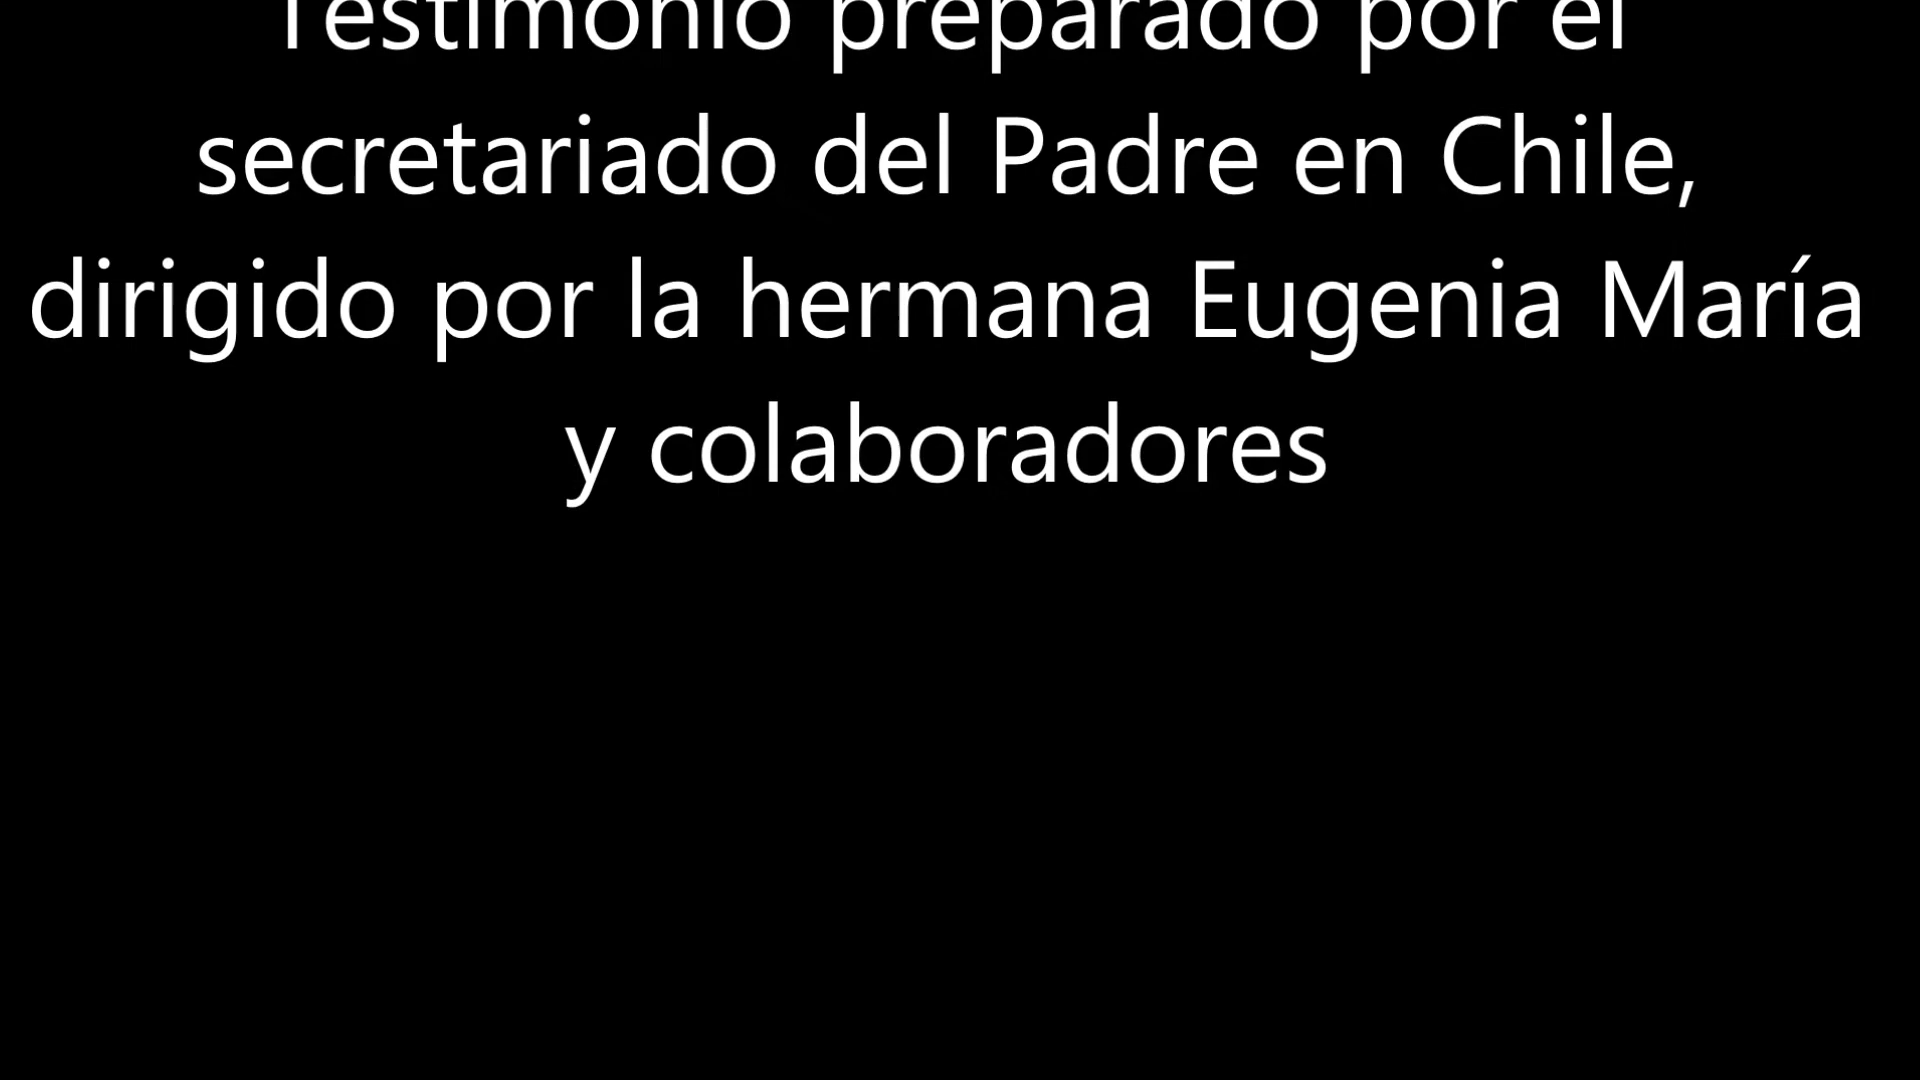 Testimonio preparado por el
secretariado del Padre en Chile,
dirigido por la hermana Eugenia María
y colaboradores